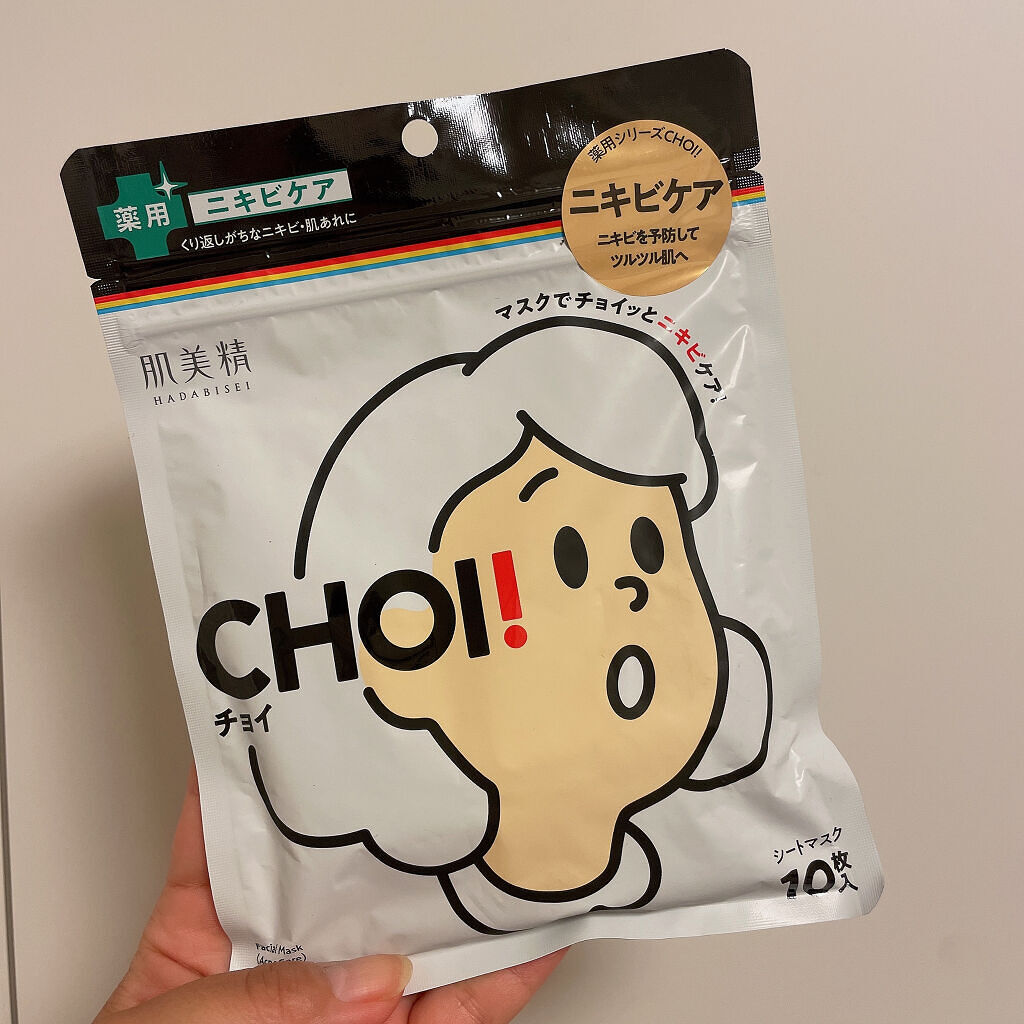 薬用
ニキビケア
くり返しがちなニキビ・肌あれに
薬用シリーズCHOI!
ニキビケア
ニキビを予防して
ツルツル肌へ
マスクでチョイッとニキビケア!
肌美精
HADABISEI
CHOI!
チョイ
シートマスク
10枚入
Facial Mask
(Acne Care)